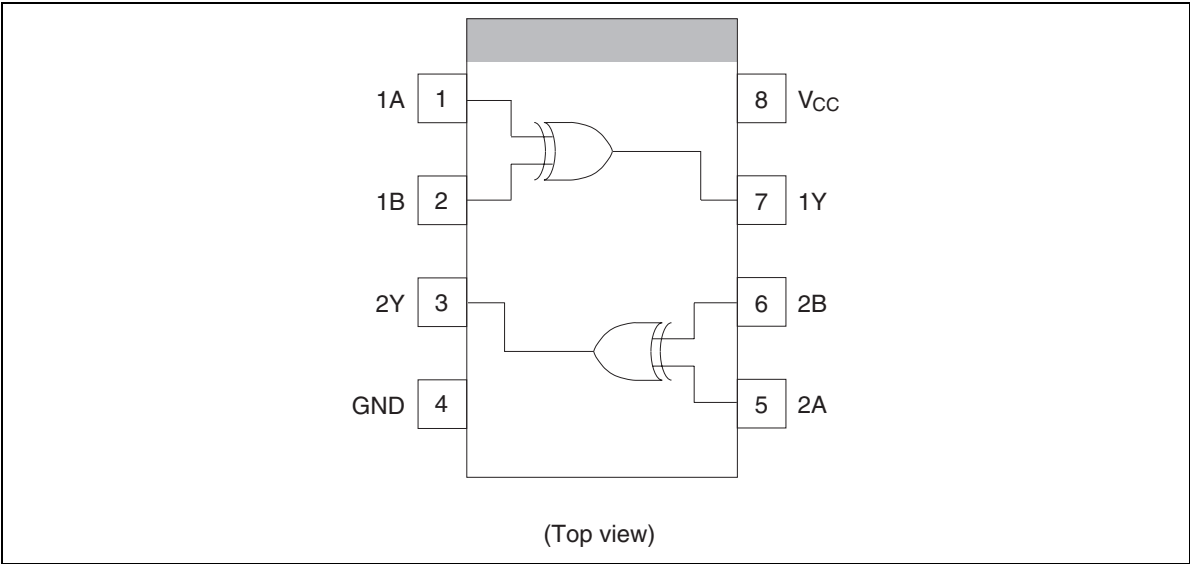 1A 1 8 VCC
1B 2 7 1Y
2Y 3 6 2B
GND 4 5 2A
(Top view)